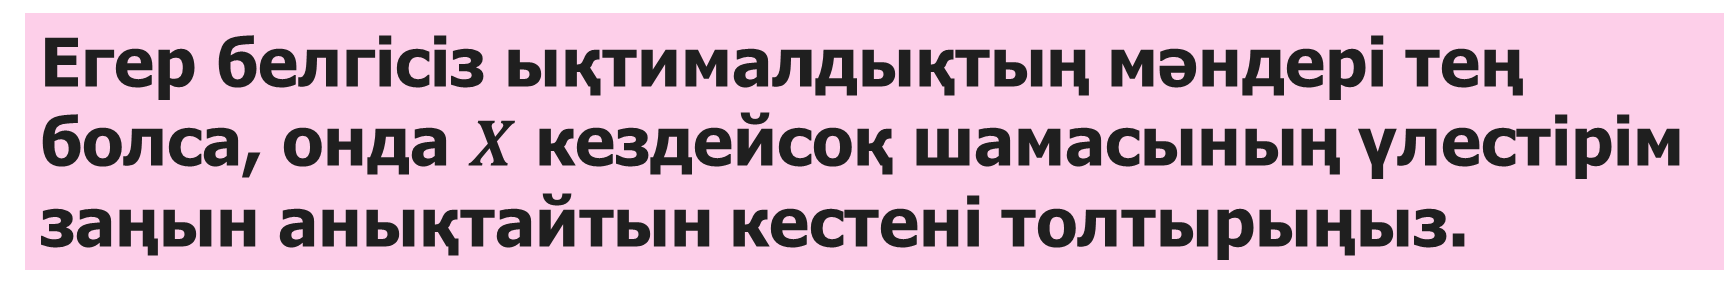 Егер белгісіз ықтималдықтың мәндері тең
болса, онда X кездейсоқ шамасының үлестірім
заңын анықтайтын кестені толтырыңыз.